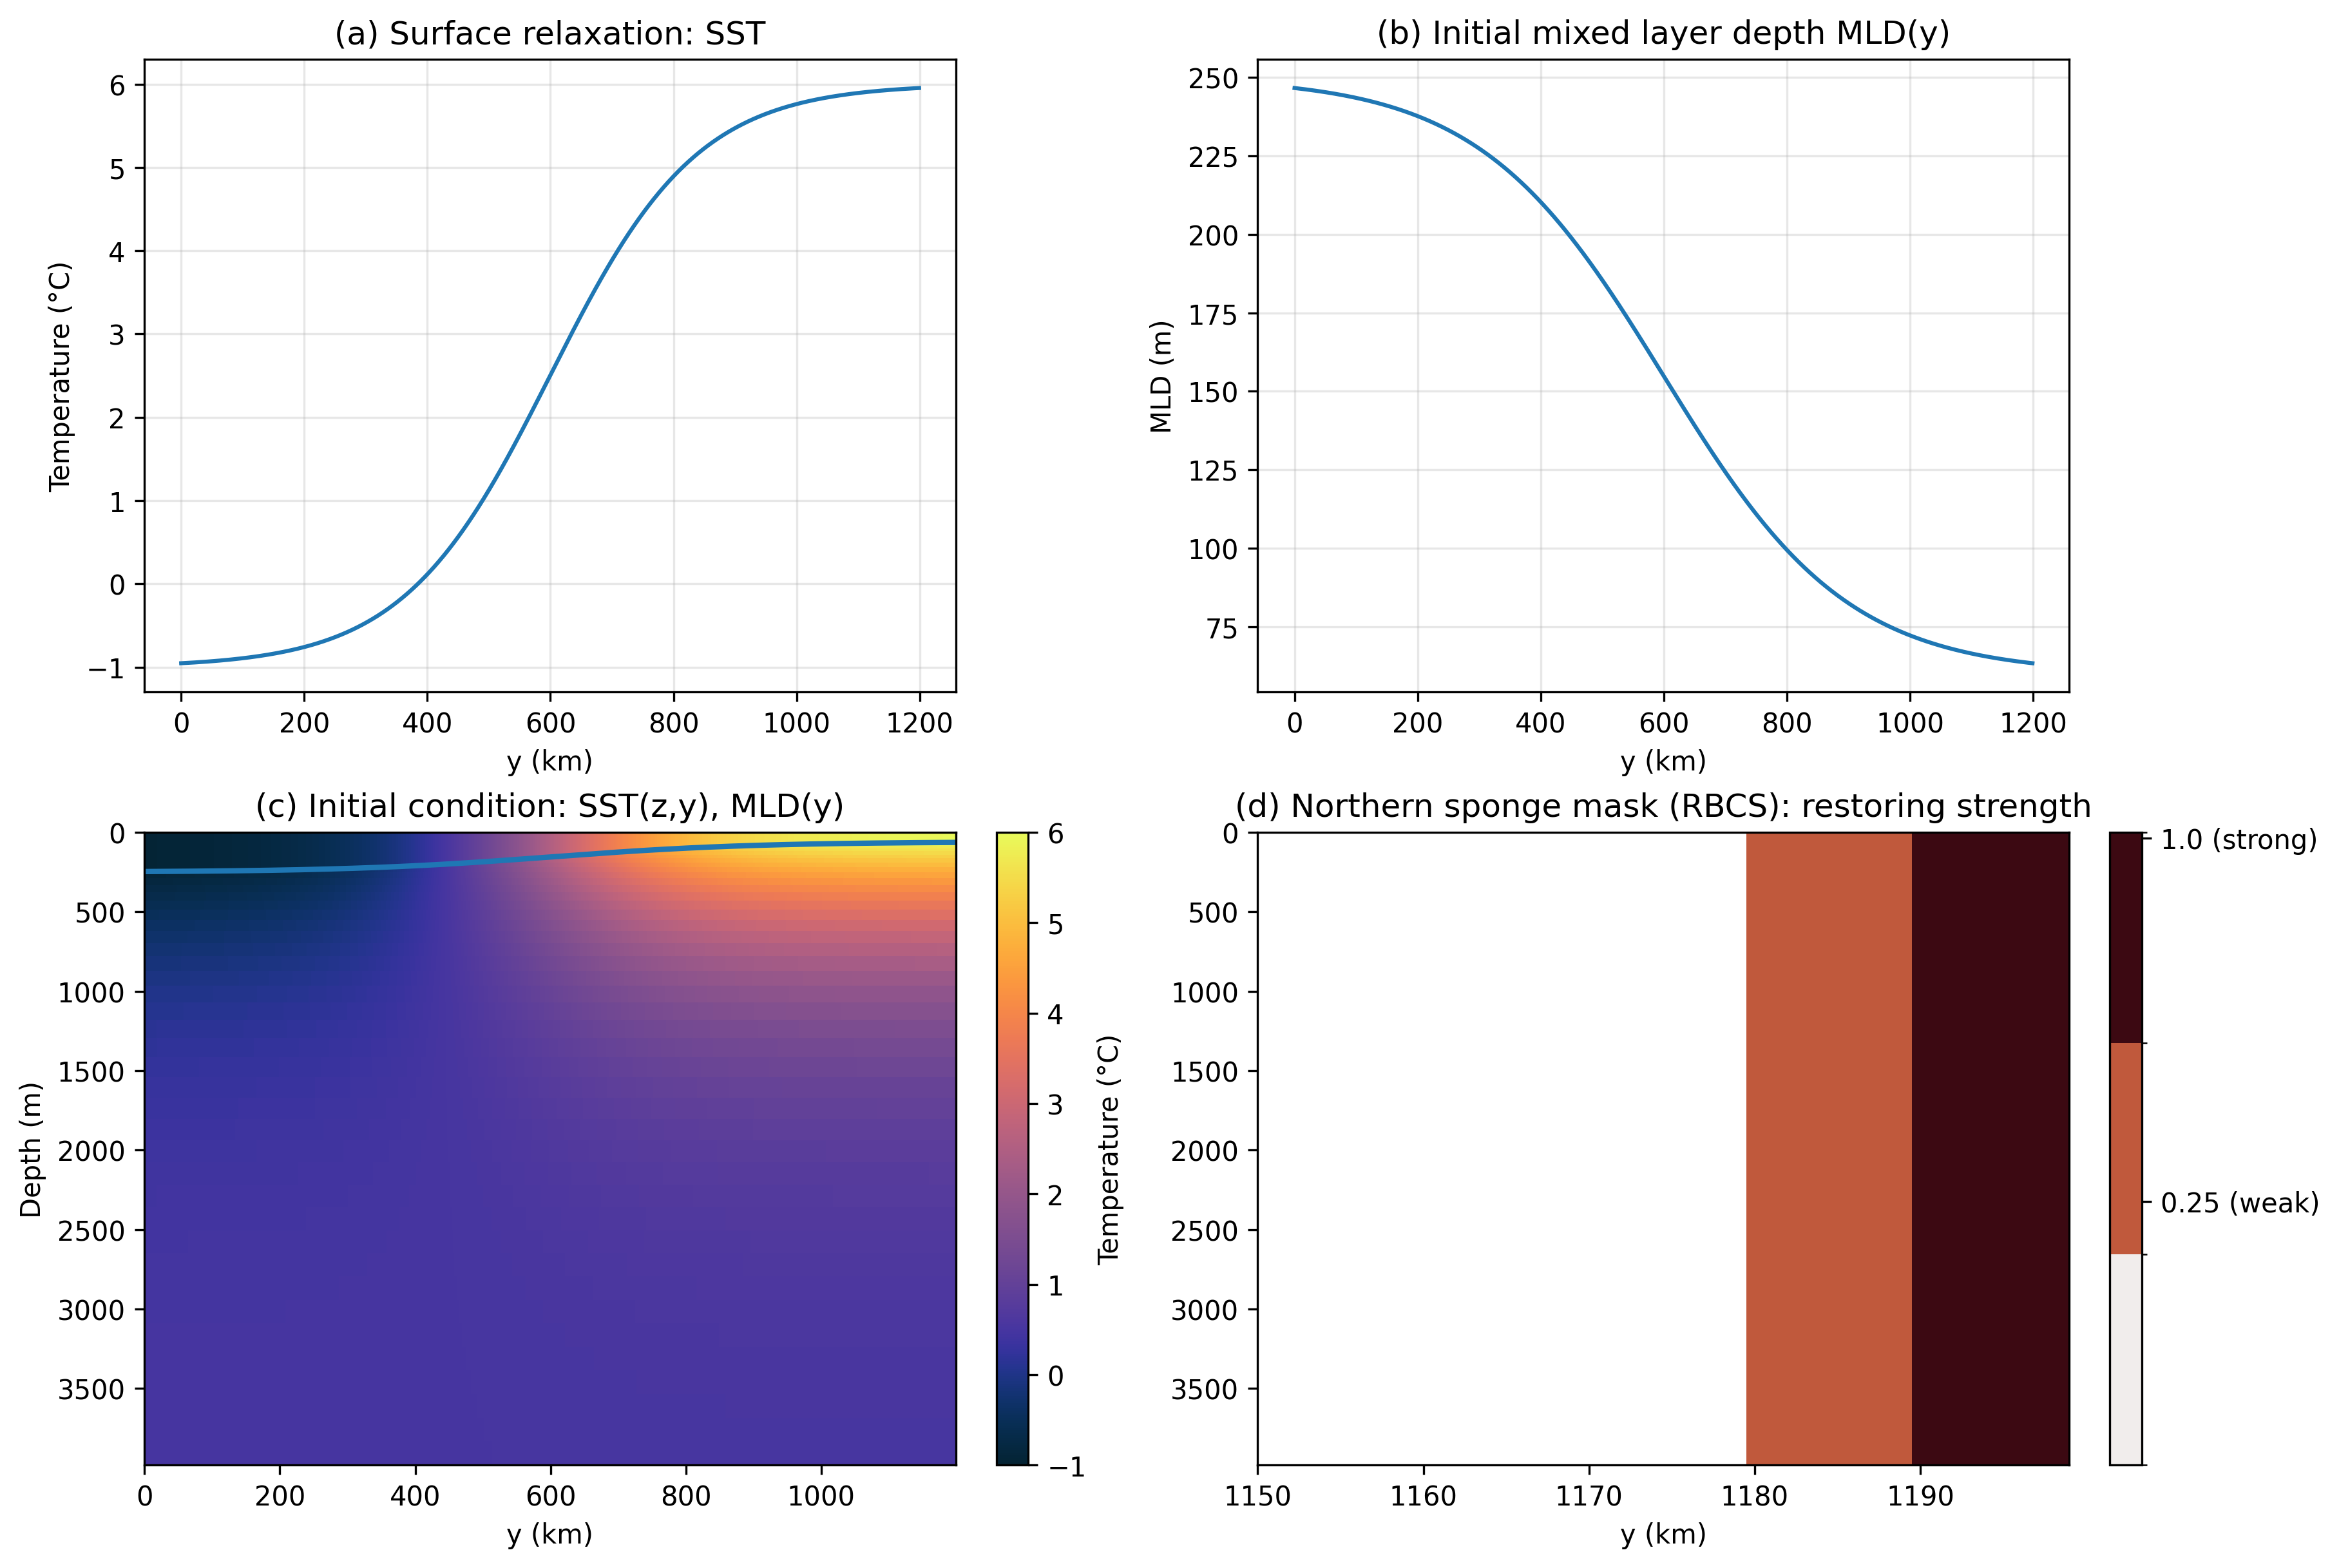 (a) Surface relaxation: SST
Temperature (°C)
6
5
4
3
2
1
0
−1
0 200 400 600 800 1000 1200
y (km)
(b) Initial mixed layer depth MLD(y)
MLD (m)
250
225
200
175
150
125
100
75
0 200 400 600 800 1000 1200
y (km)
(c) Initial condition: SST(z,y), MLD(y)
Depth (m)
0
500
1000
1500
2000
2500
3000
3500
0 200 400 600 800 1000
y (km)
6
5
4
3
2
1
0
−1
Temperature (°C)
(d) Northern sponge mask (RBCS): restoring strength
0
500
1000
1500
2000
2500
3000
3500
1150 1160 1170 1180 1190
y (km)
1.0 (strong)
0.25 (weak)